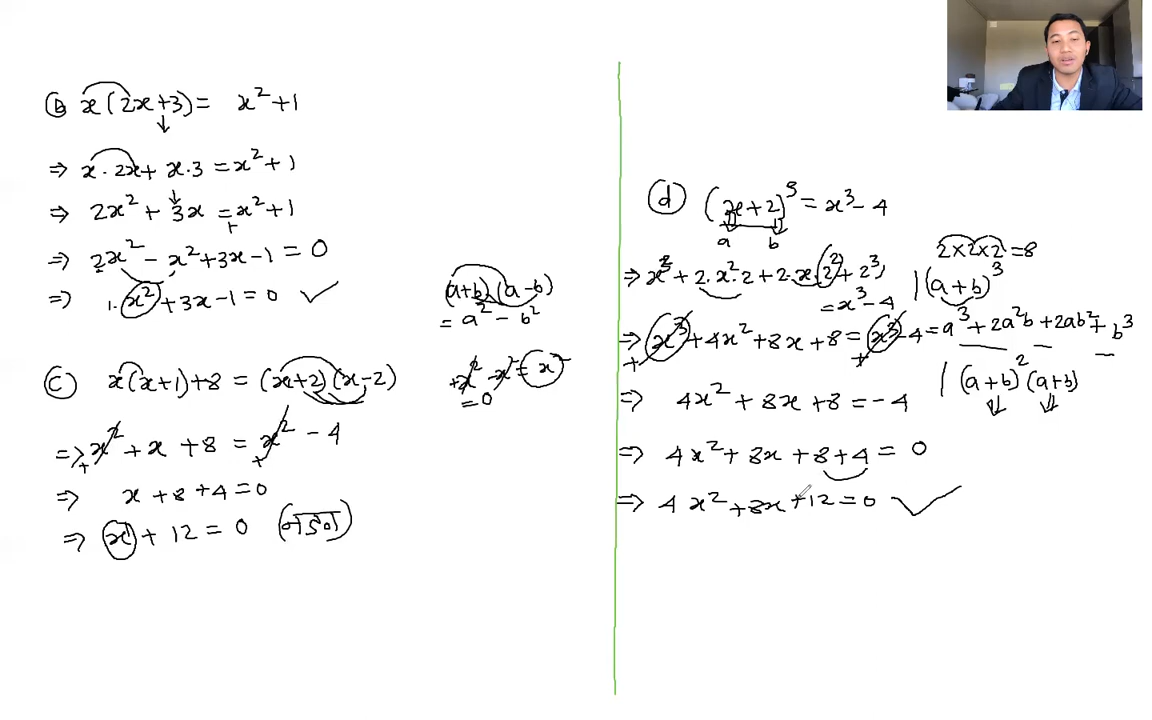 ⓑ x(2x+3) = x²+1
⇒ x·2x + x·3 = x²+1
⇒ 2x² + 3x = x²+1
+
⇒ 2x² - x² + 3x - 1 = 0
⇒ 1·x² + 3x - 1 = 0 ✓
(a+b)(a-b)
= a² - b²
ⓒ x(x+1)+8 = (x+2)(x-2)
+x² - x² = x²
= 0
⇒ +x² + x + 8 = +x² - 4
⇒ x + 8 + 4 = 0
⇒ x + 12 = 0
ⓓ (x+2)³ = x³ - 4
a b
2×2×2 = 8
⇒ x³ + 2·x²·2 + 2·x·2² + 2³
= x³ - 4
(a+b)³
= a³ + 2a²b + 2ab² + b³
⇒ +x³ + 4x² + 8x + 8 = +x³ - 4
(a+b)² (a+b)
⇒ 4x² + 8x + 8 = -4
⇒ 4x² + 8x + 8+4 = 0
⇒ 4x² + 8x + 12 = 0 ✓